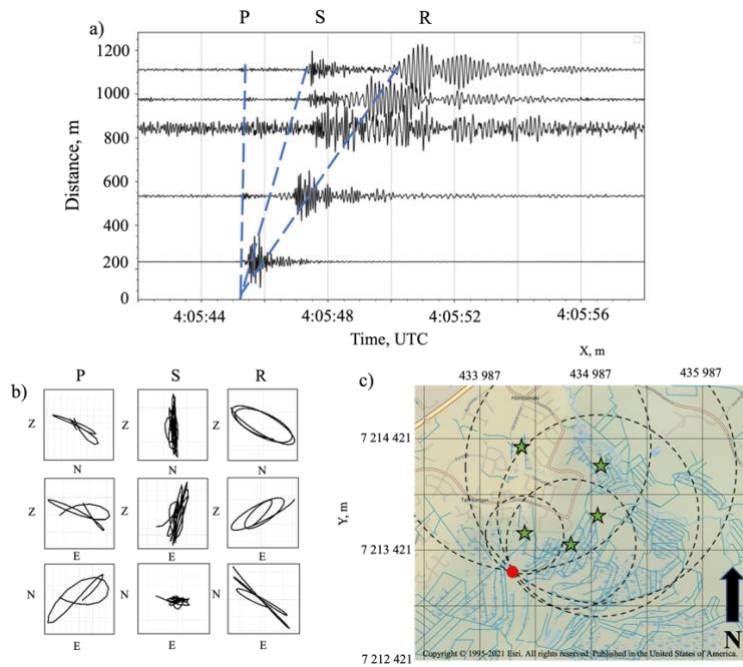 P S R
a)
1200
1000
800
600
400
200
0
Distance, m
4:05:44 4:05:48 4:05:52 4:05:56
Time, UTC
b)
P S R
Z Z Z
N N N
Z Z Z
E E E
N N N
E E E
X, m
c)
433 987 434 987 435 987
7 214 421
7 213 421
7 212 421
Y, m
N
Copyright © 1995-2021 Esri. All rights reserved. Published in the United States of America.